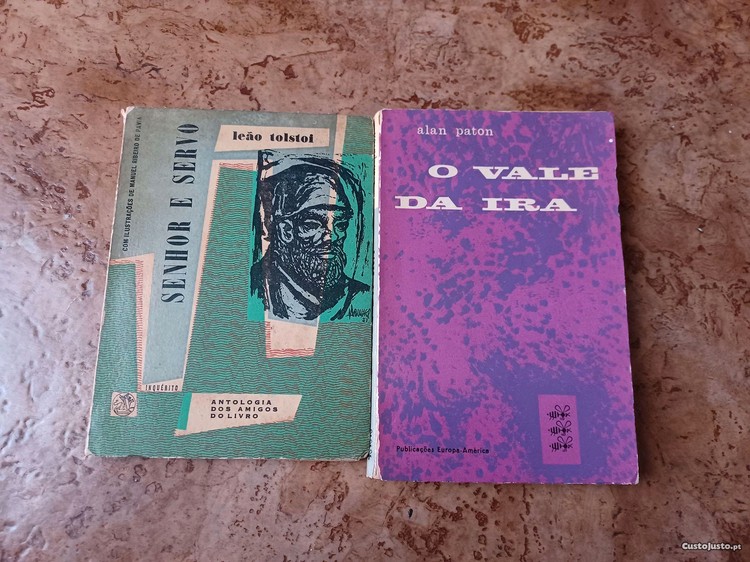 COM ILUSTRAÇÕES DE MANUEL RIBEIRO DE PAVIA
SENHOR E SERVO
leão tolstoi
INQUÉRITO
ANTOLOGIA
DOS AMIGOS
DO LIVRO
alan paton
O VALE
DA IRA
Publicações Europa América
CustoJusto.pt